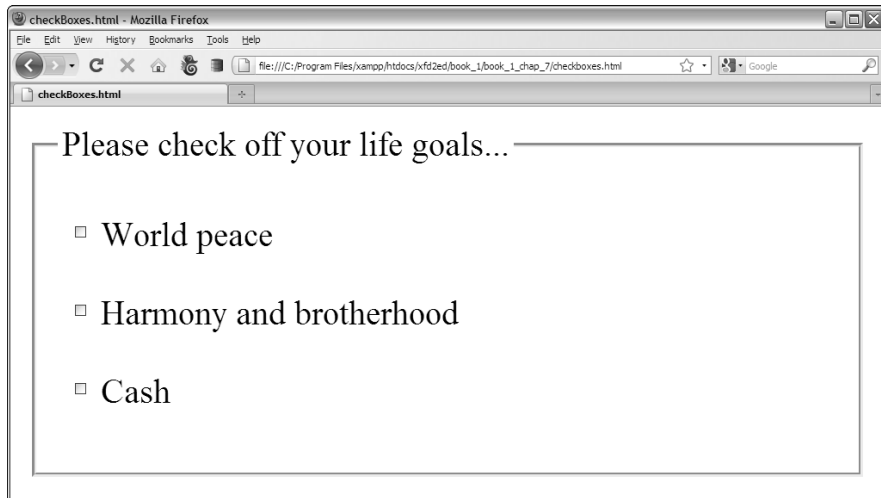 checkBoxes.html - Mozilla Firefox
File Edit View History Bookmarks Tools Help
file:///C:/Program Files/xampp/htdocs/xfd2ed/book_1/book_1_chap_7/checkboxes.html Google
checkBoxes.html
Please check off your life goals...
World peace
Harmony and brotherhood
Cash